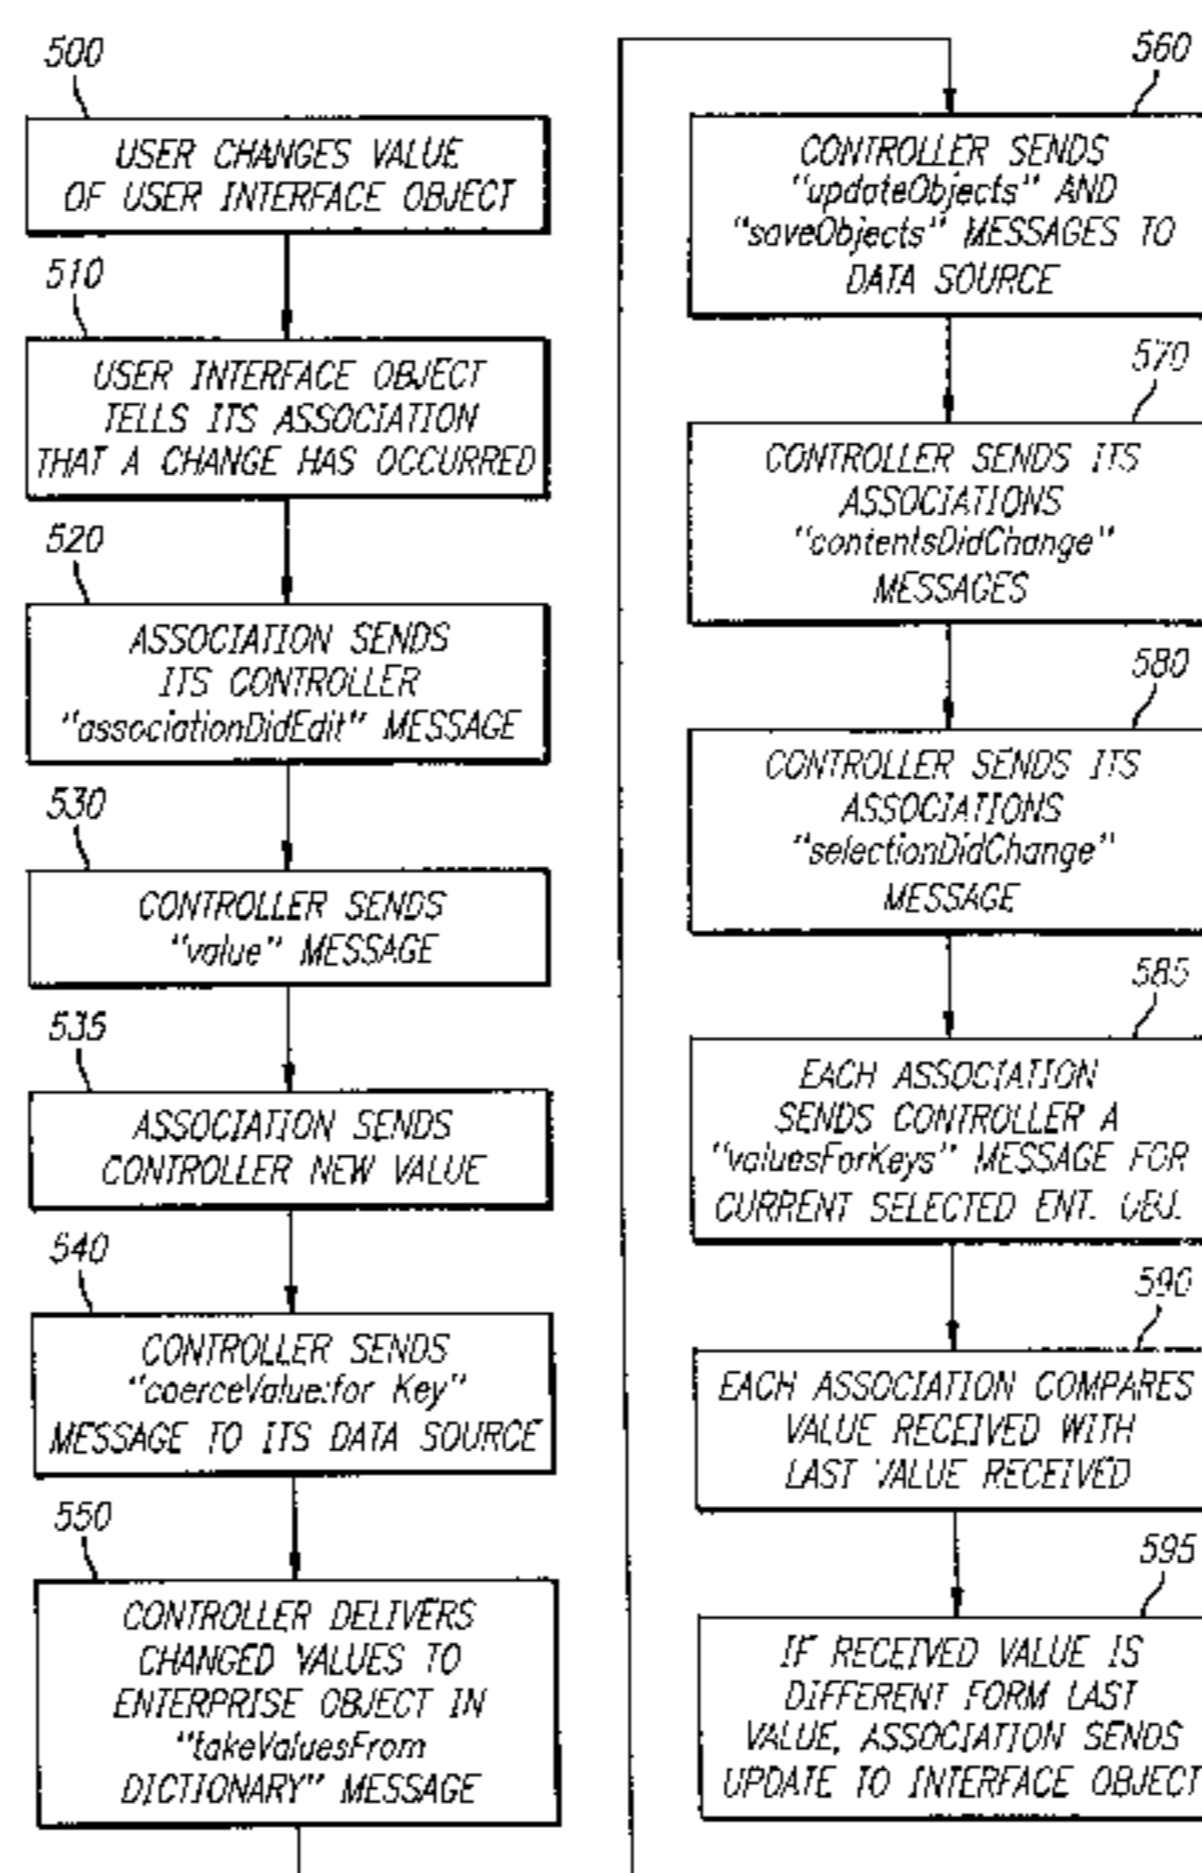 500
USER CHANGES VALUE
OF USER INTERFACE OBJECT
510
USER INTERFACE OBJECT
TELLS ITS ASSOCIATION
THAT A CHANGE HAS OCCURRED
520
ASSOCIATION SENDS
ITS CONTROLLER
"associationDidEdit" MESSAGE
530
CONTROLLER SENDS
"value" MESSAGE
535
ASSOCIATION SENDS
CONTROLLER NEW VALUE
540
CONTROLLER SENDS
"coerceValue:for Key"
MESSAGE TO ITS DATA SOURCE
550
CONTROLLER DELIVERS
CHANGED VALUES TO
ENTERPRISE OBJECT IN
"takeValuesFrom
DICTIONARY" MESSAGE
560
CONTROLLER SENDS
"updateObjects" AND
"saveObjects" MESSAGES TO
DATA SOURCE
570
CONTROLLER SENDS ITS
ASSOCIATIONS
"contentsDidChange"
MESSAGES
580
CONTROLLER SENDS ITS
ASSOCIATIONS
"selectionDidChange"
MESSAGE
585
EACH ASSOCIATION
SENDS CONTROLLER A
"valuesForKeys" MESSAGE FOR
CURRENT SELECTED ENT. OBJ.
590
EACH ASSOCIATION COMPARES
VALUE RECEIVED WITH
LAST VALUE RECEIVED
595
IF RECEIVED VALUE IS
DIFFERENT FORM LAST
VALUE, ASSOCIATION SENDS
UPDATE TO INTERFACE OBJECT